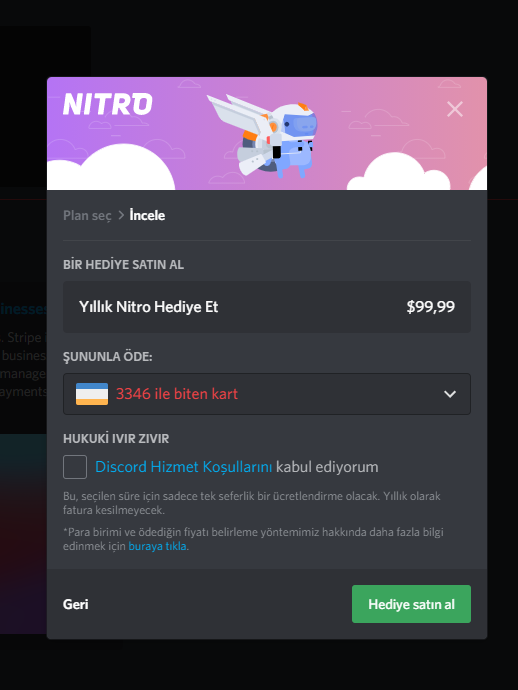 NITRO
Plan seç > İncele
BİR HEDİYE SATIN AL
Yıllık Nitro Hediye Et $99,99
inesses
. Stripe
ŞUNUNLA ÖDE:
business
manage
ayments
3346 ile biten kart
HUKUKİ IVIR ZIVIR
Discord Hizmet Koşullarını kabul ediyorum
Bu, seçilen süre için sadece tek seferlik bir ücretlendirme olacak. Yıllık olarak
fatura kesilmeyecek.
*Para birimi ve ödediğin fiyatı belirleme yöntemimiz hakkında daha fazla bilgi
edinmek için buraya tıkla.
Geri
Hediye satın al